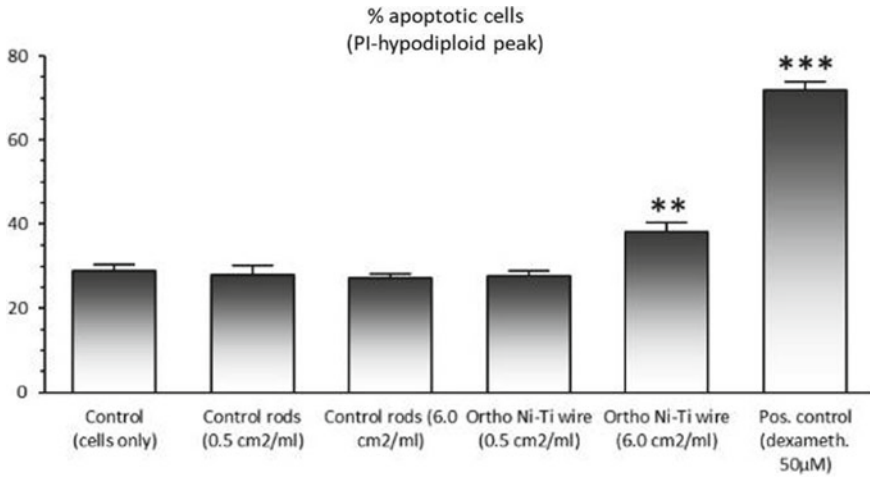 % apoptotic cells
(PI-hypodiploid peak)
80
60
40
20
0
***
**
Control
(cells only)
Control rods
(0.5 cm2/ml)
Control rods (6.0
cm2/ml)
Ortho Ni-Ti wire
(0.5 cm2/ml)
Ortho Ni-Ti wire
(6.0 cm2/ml)
Pos. control
(dexameth.
50µM)